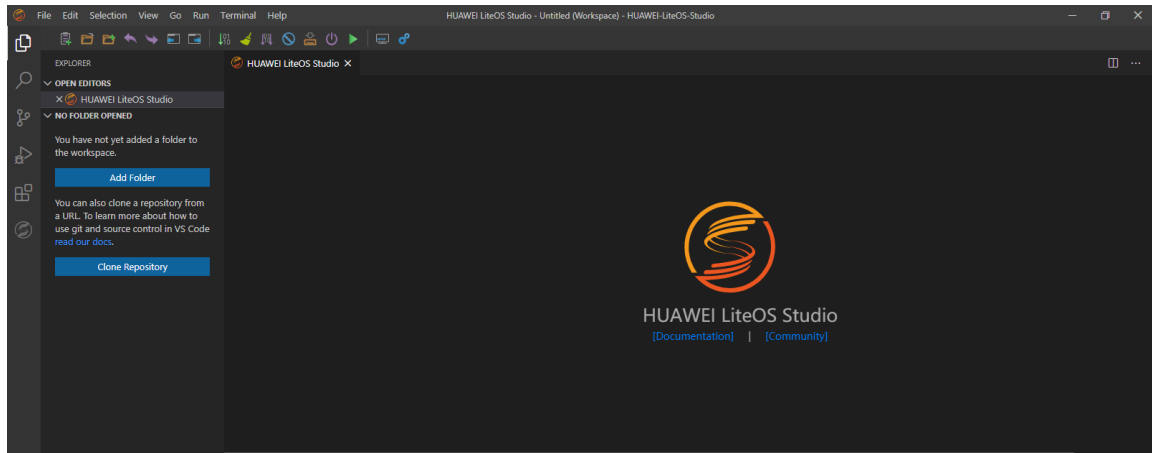 File Edit Selection View Go Run Terminal Help
HUAWEI LiteOS Studio - Untitled (Workspace) - HUAWEI-LiteOS-Studio
EXPLORER
HUAWEI LiteOS Studio
OPEN EDITORS
HUAWEI LiteOS Studio
NO FOLDER OPENED
You have not yet added a folder to
the workspace.
Add Folder
You can also clone a repository from
a URL. To learn more about how to
use git and source control in VS Code
read our docs.
Clone Repository
HUAWEI LiteOS Studio
[Documentation] | [Community]